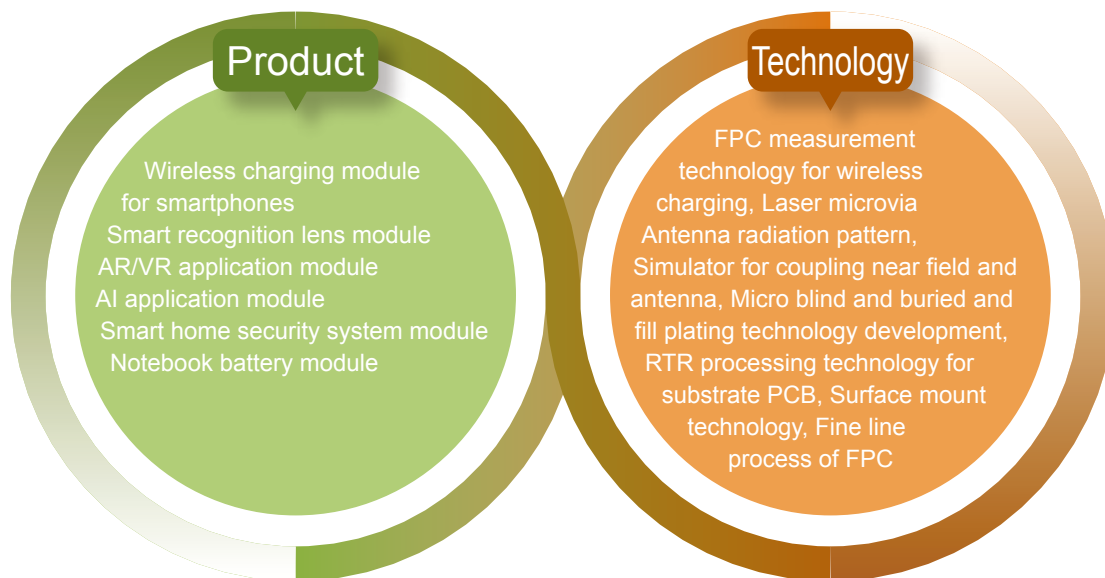 Product
Wireless charging module
for smartphones
Smart recognition lens module
AR/VR application module
AI application module
Smart home security system module
Notebook battery module
Technology
FPC measurement
technology for wireless
charging, Laser microvia
Antenna radiation pattern,
Simulator for coupling near field and
antenna, Micro blind and buried and
fill plating technology development,
RTR processing technology for
substrate PCB, Surface mount
technology, Fine line
process of FPC